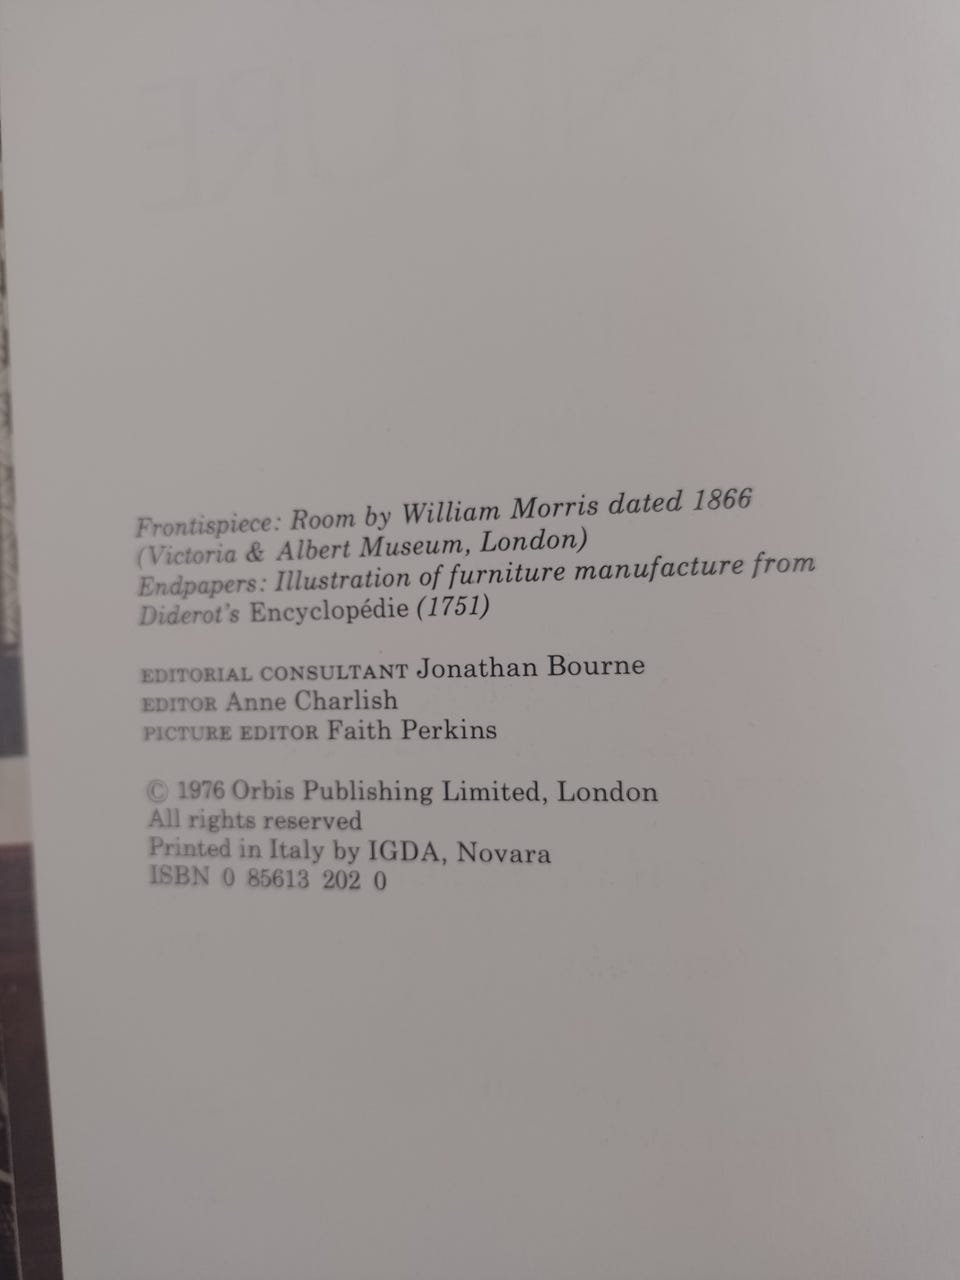 Frontispiece: Room by William Morris dated 1866
(Victoria & Albert Museum, London)
Endpapers: Illustration of furniture manufacture from
Diderot's Encyclopédie (1751)
EDITORIAL CONSULTANT Jonathan Bourne
EDITOR Anne Charlish
PICTURE EDITOR Faith Perkins
© 1976 Orbis Publishing Limited, London
All rights reserved
Printed in Italy by IGDA, Novara
ISBN 0 85613 202 0